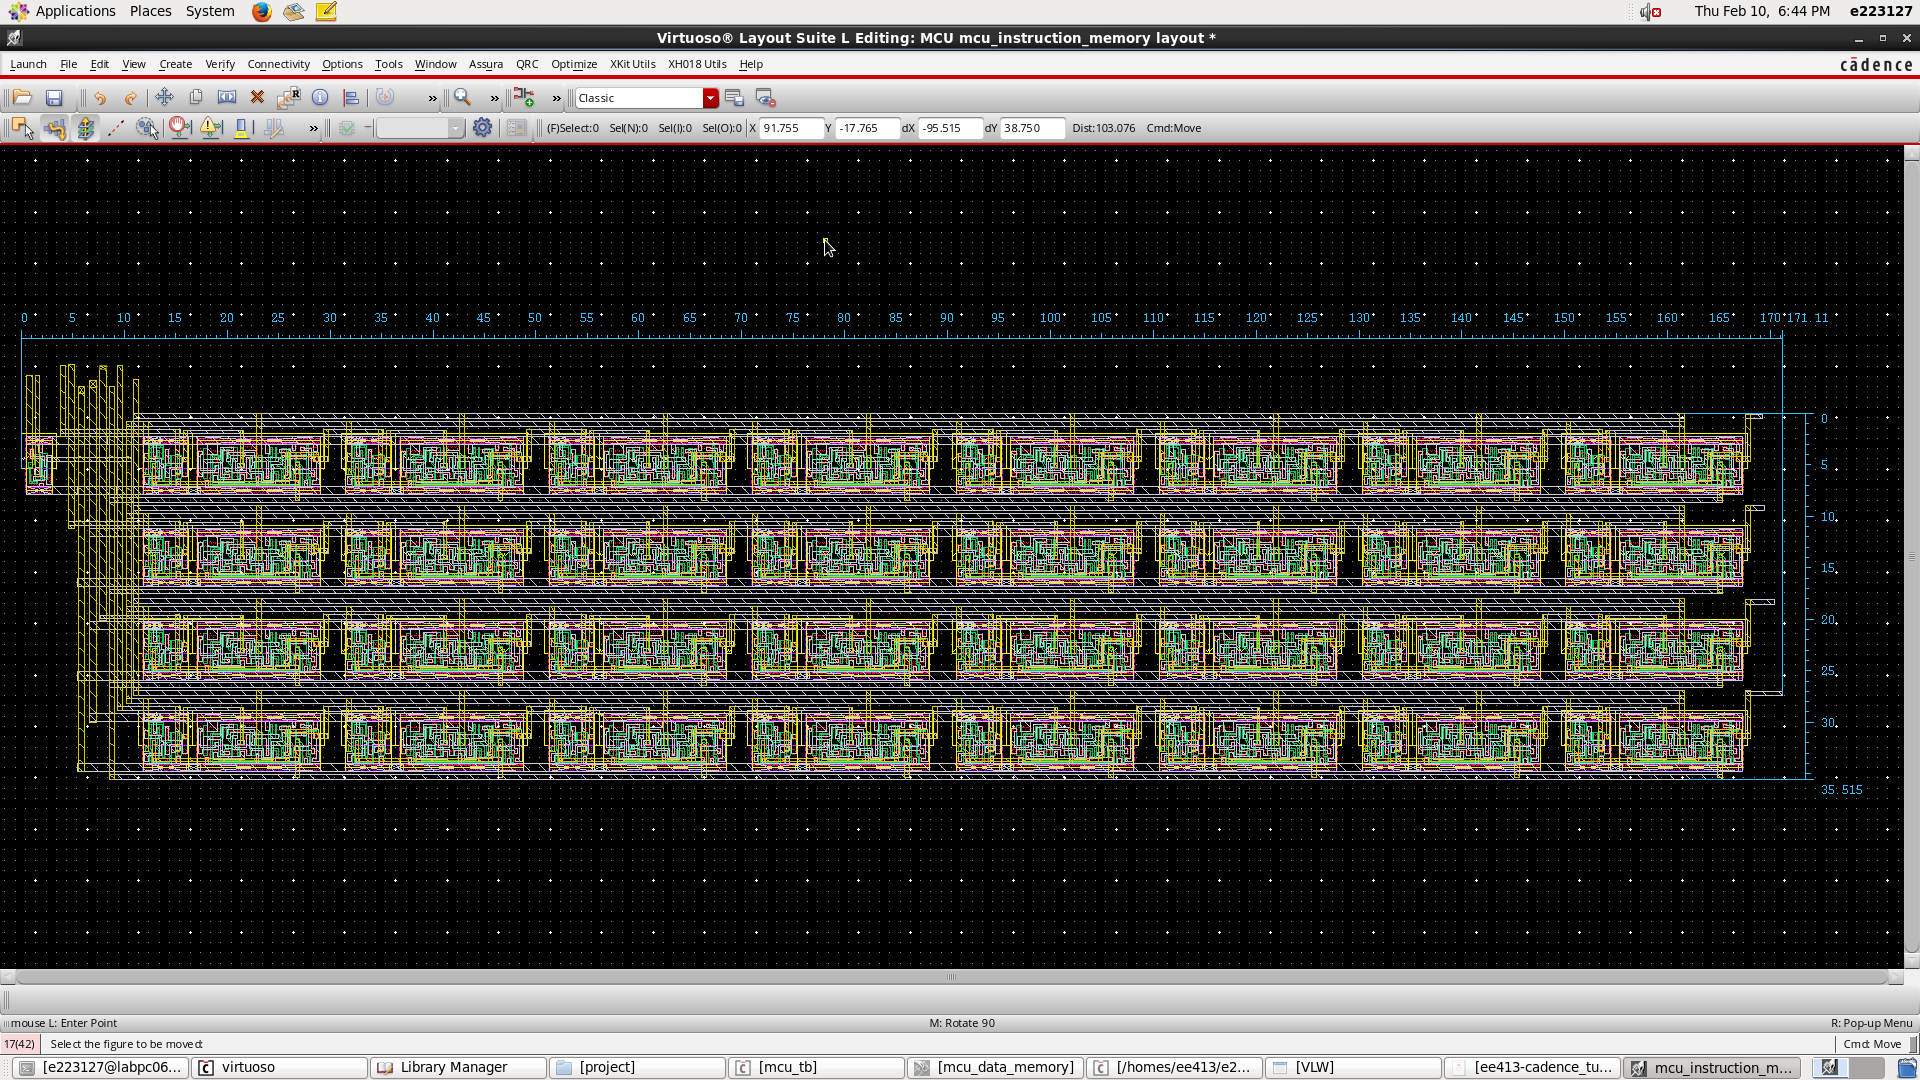 Applications Places System Thu Feb 10, 6:44 PM e223127
Virtuoso® Layout Suite L Editing: MCU mcu_instruction_memory layout *
Launch File Edit View Create Verify Connectivity Options Tools Window Assura QRC Optimize XKit Utils XH018 Utils Help cādence
» » » Classic
» (F)Select:0 Sel(N):0 Sel(I):0 Sel(O):0 X 91.755 Y -17.765 dX -95.515 dY 38.750 Dist:103.076 Cmd:Move
0 5 10 15 20 25 30 35 40 45 50 55 60 65 70 75 80 85 90 95 100 105 110 115 120 125 130 135 140 145 150 155 160 165 170 171.11
0
5
10
15
20
25
30
35.515
mouse L: Enter Point M: Rotate 90 R: Pop-up Menu
17(42) Select the figure to be moved: Cmd: Move
[e223127@labpc06... virtuoso Library Manager [project] [mcu_tb] [mcu_data_memory] [/homes/ee413/e2... [VLW] [ee413-cadence_tu... mcu_instruction_m...